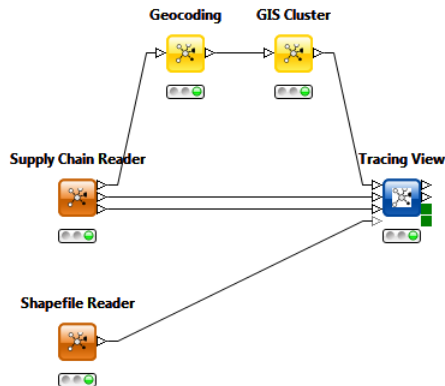 Geocoding
GIS Cluster
Supply Chain Reader
Tracing View
Shapefile Reader